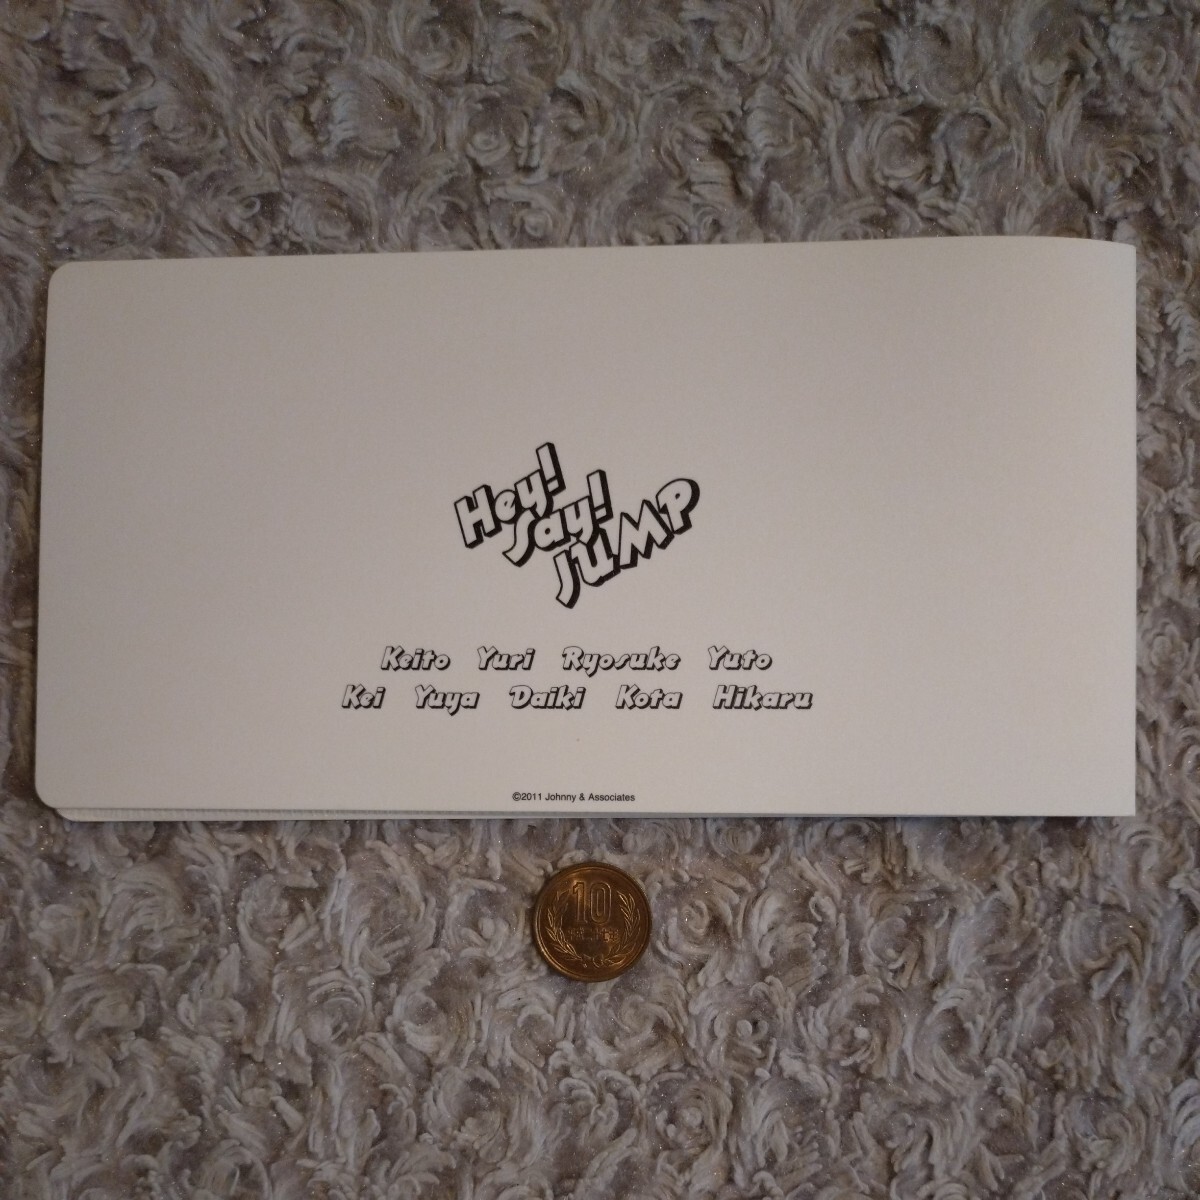 Hey!
Say!
JUMP
Keito Yuri Ryosuke Yuto
Kei Yuya Daiki Kota Hikaru
©2011 Johnny & Associates
10